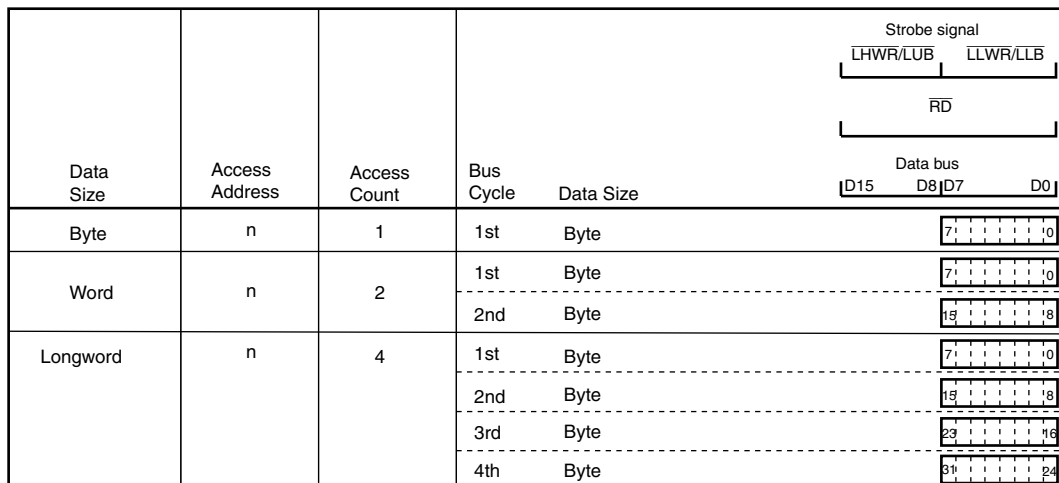 Strobe signal
LHWR/LUB LLWR/LLB
RD
Data bus
Data Size Access Address Access Count Bus Cycle Data Size D15 D8 D7 D0
Byte n 1 1st Byte 7 0
Word n 2 1st Byte 7 0
2nd Byte 15 8
Longword n 4 1st Byte 7 0
2nd Byte 15 8
3rd Byte 23 16
4th Byte 31 24